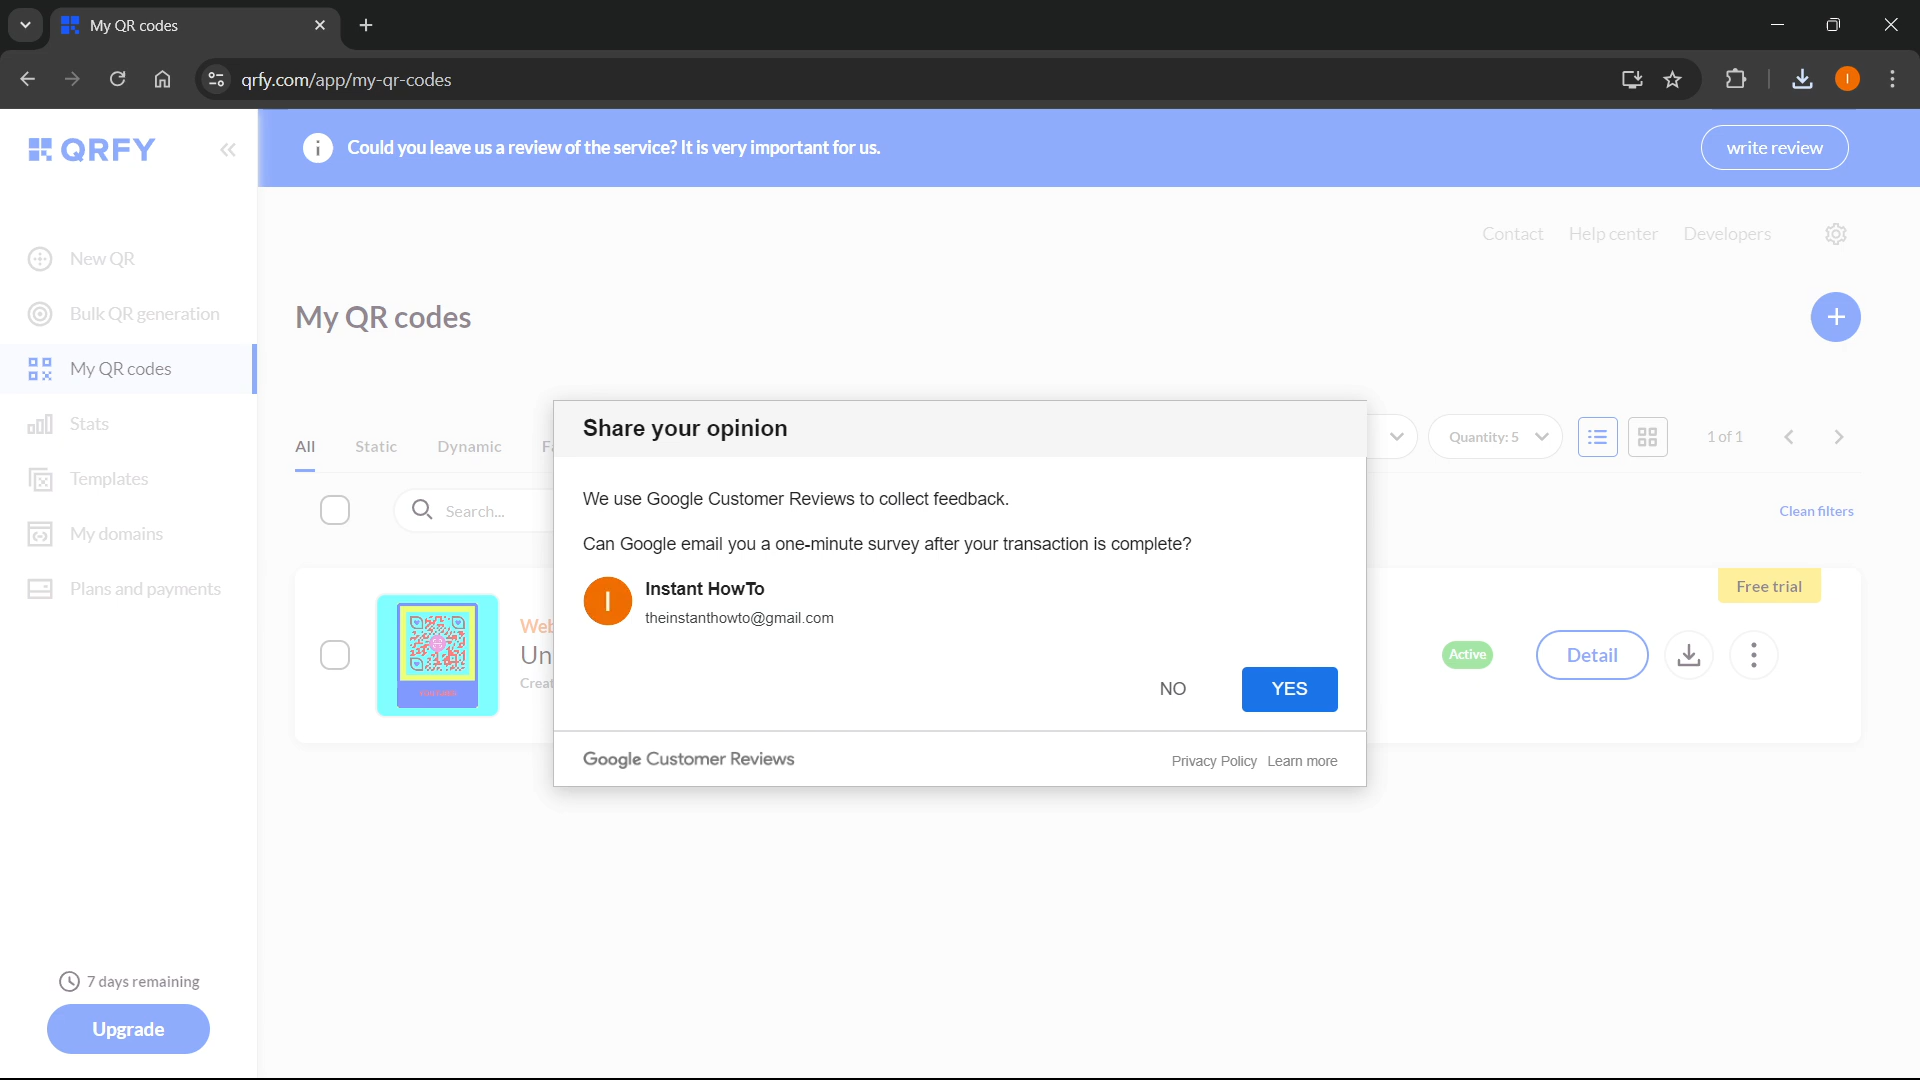 My QR codes
qrfy.com/app/my-qr-codes
I
QRFY
Could you leave us a review of the service? It is very important for us.
write review
Contact
Help center
Developers
New QR
Bulk QR generation
My QR codes
Stats
Templates
My domains
Plans and payments
7 days remaining
Upgrade
My QR codes
All
Static
Dynamic
Quantity: 5
1 of 1
Search...
Clean filters
Free trial
Active
Detail
Share your opinion
We use Google Customer Reviews to collect feedback.
Can Google email you a one-minute survey after your transaction is complete?
I
Instant HowTo
theinstanthowto@gmail.com
NO
YES
Google Customer Reviews
Privacy Policy
Learn more